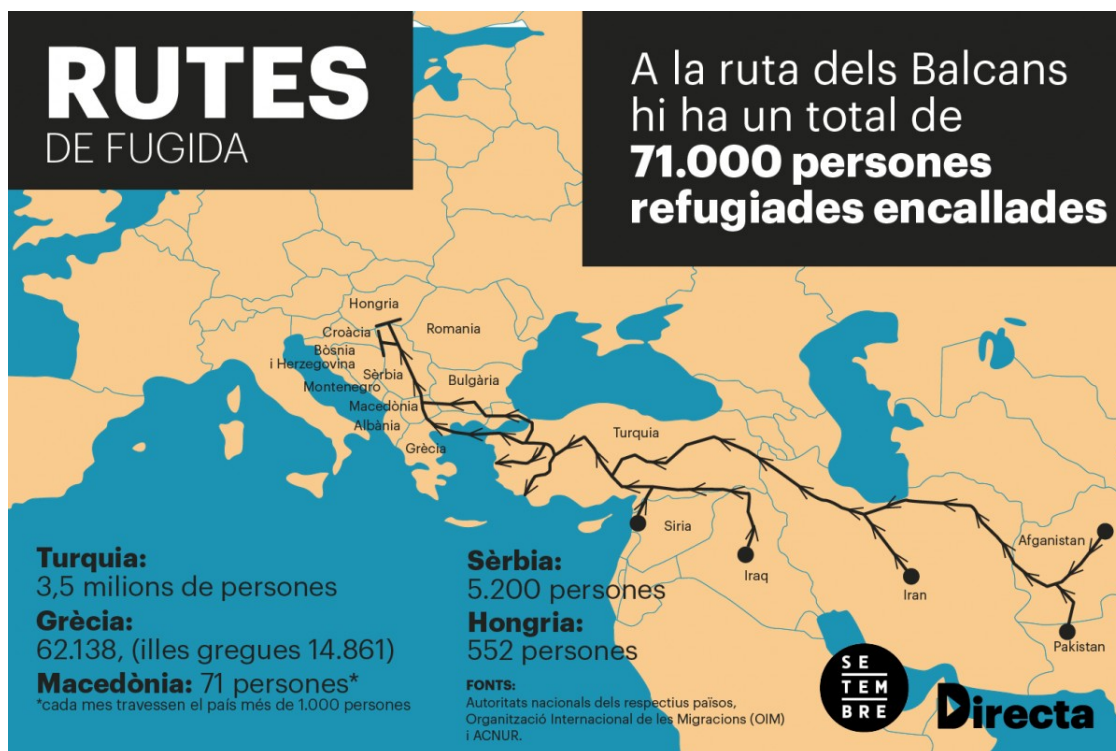 RUTES
DE FUGIDA
A la ruta dels Balcans
hi ha un total de
71.000 persones
refugiades encallades
Hongria
Croàcia
Romania
Bòsnia
i Herzegovina
Sèrbia
Montenegro
Bulgària
Macedònia
Albània
Grècia
Turquia
Siria
Iraq
Iran
Afganistan
Pakistan
Turquia:
3,5 milions de persones
Grècia:
62.138, (illes gregues 14.861)
Macedònia: 71 persones*
*cada mes travessen el país més de 1.000 persones
Sèrbia:
5.200 persones
Hongria:
552 persones
FONTS:
Autoritats nacionals dels respectius països,
Organització Internacional de les Migracions (OIM)
i ACNUR.
SE
TEM
BRE
Directa